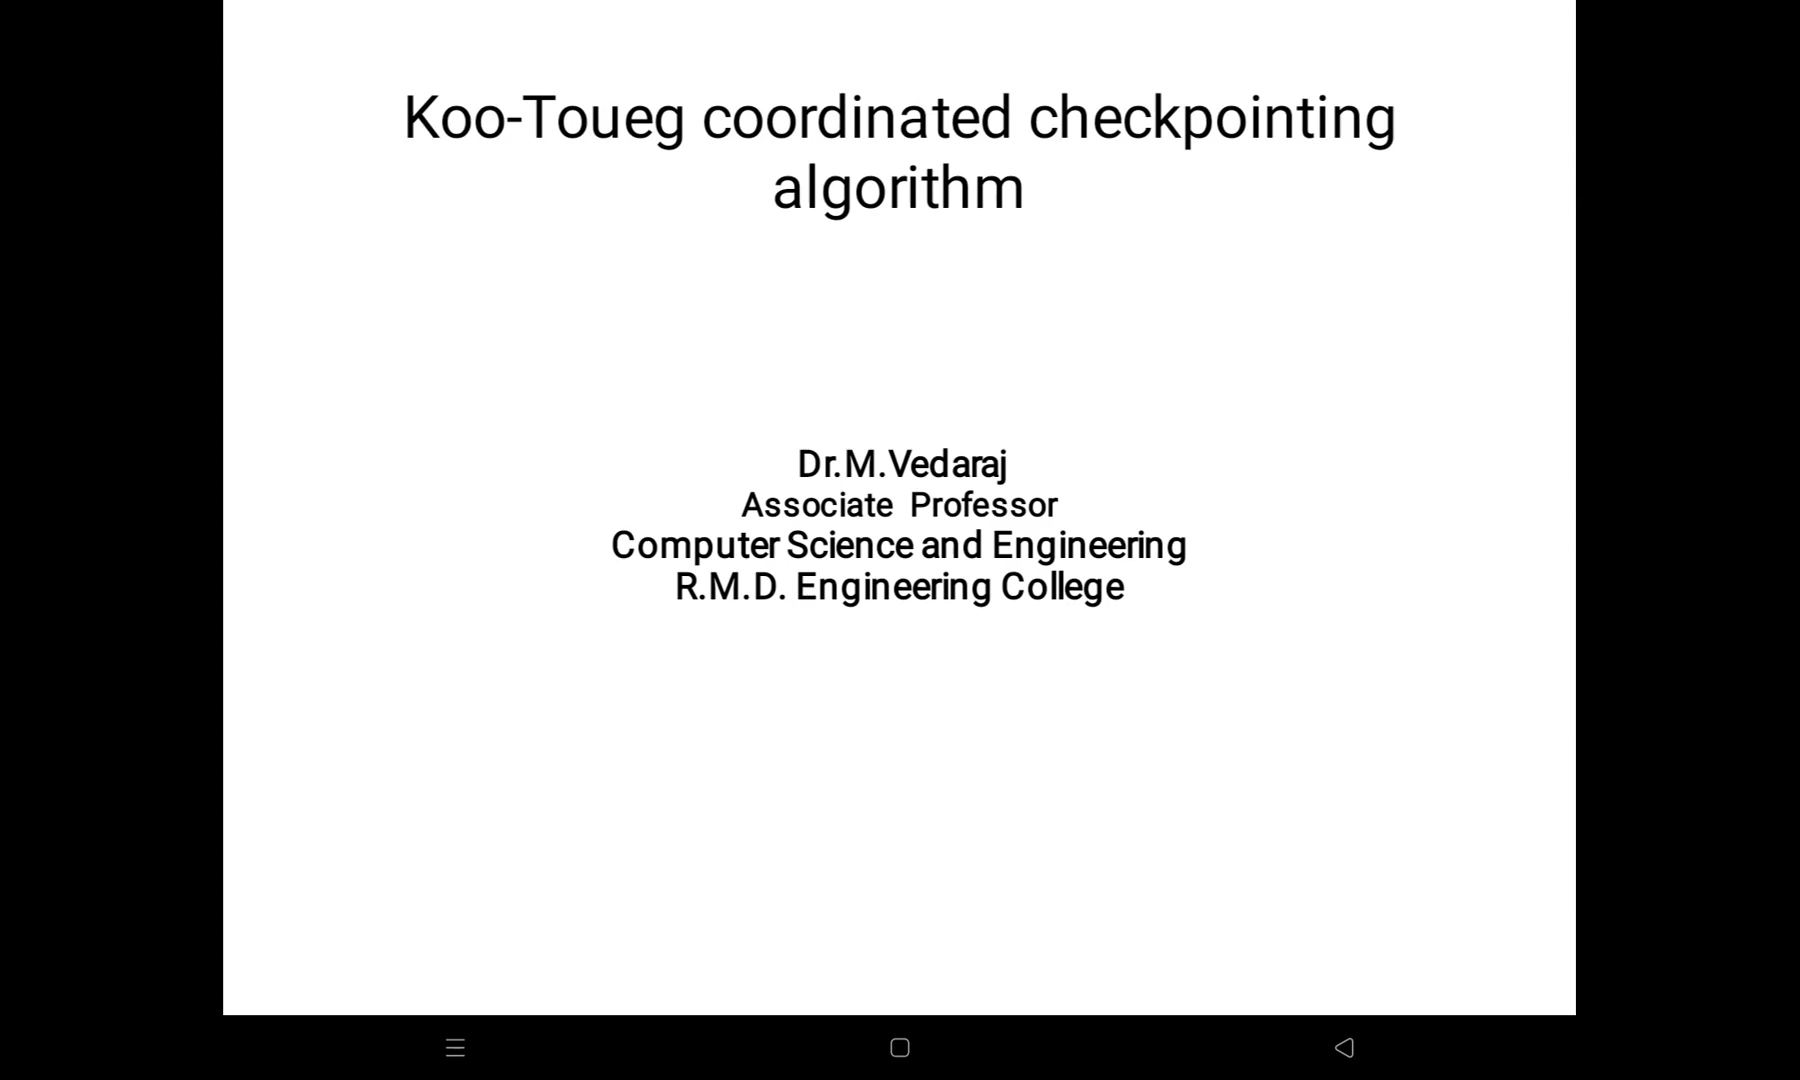 Koo-Toueg coordinated checkpointing
algorithm
Dr.M.Vedaraj
Associate Professor
Computer Science and Engineering
R.M.D. Engineering College